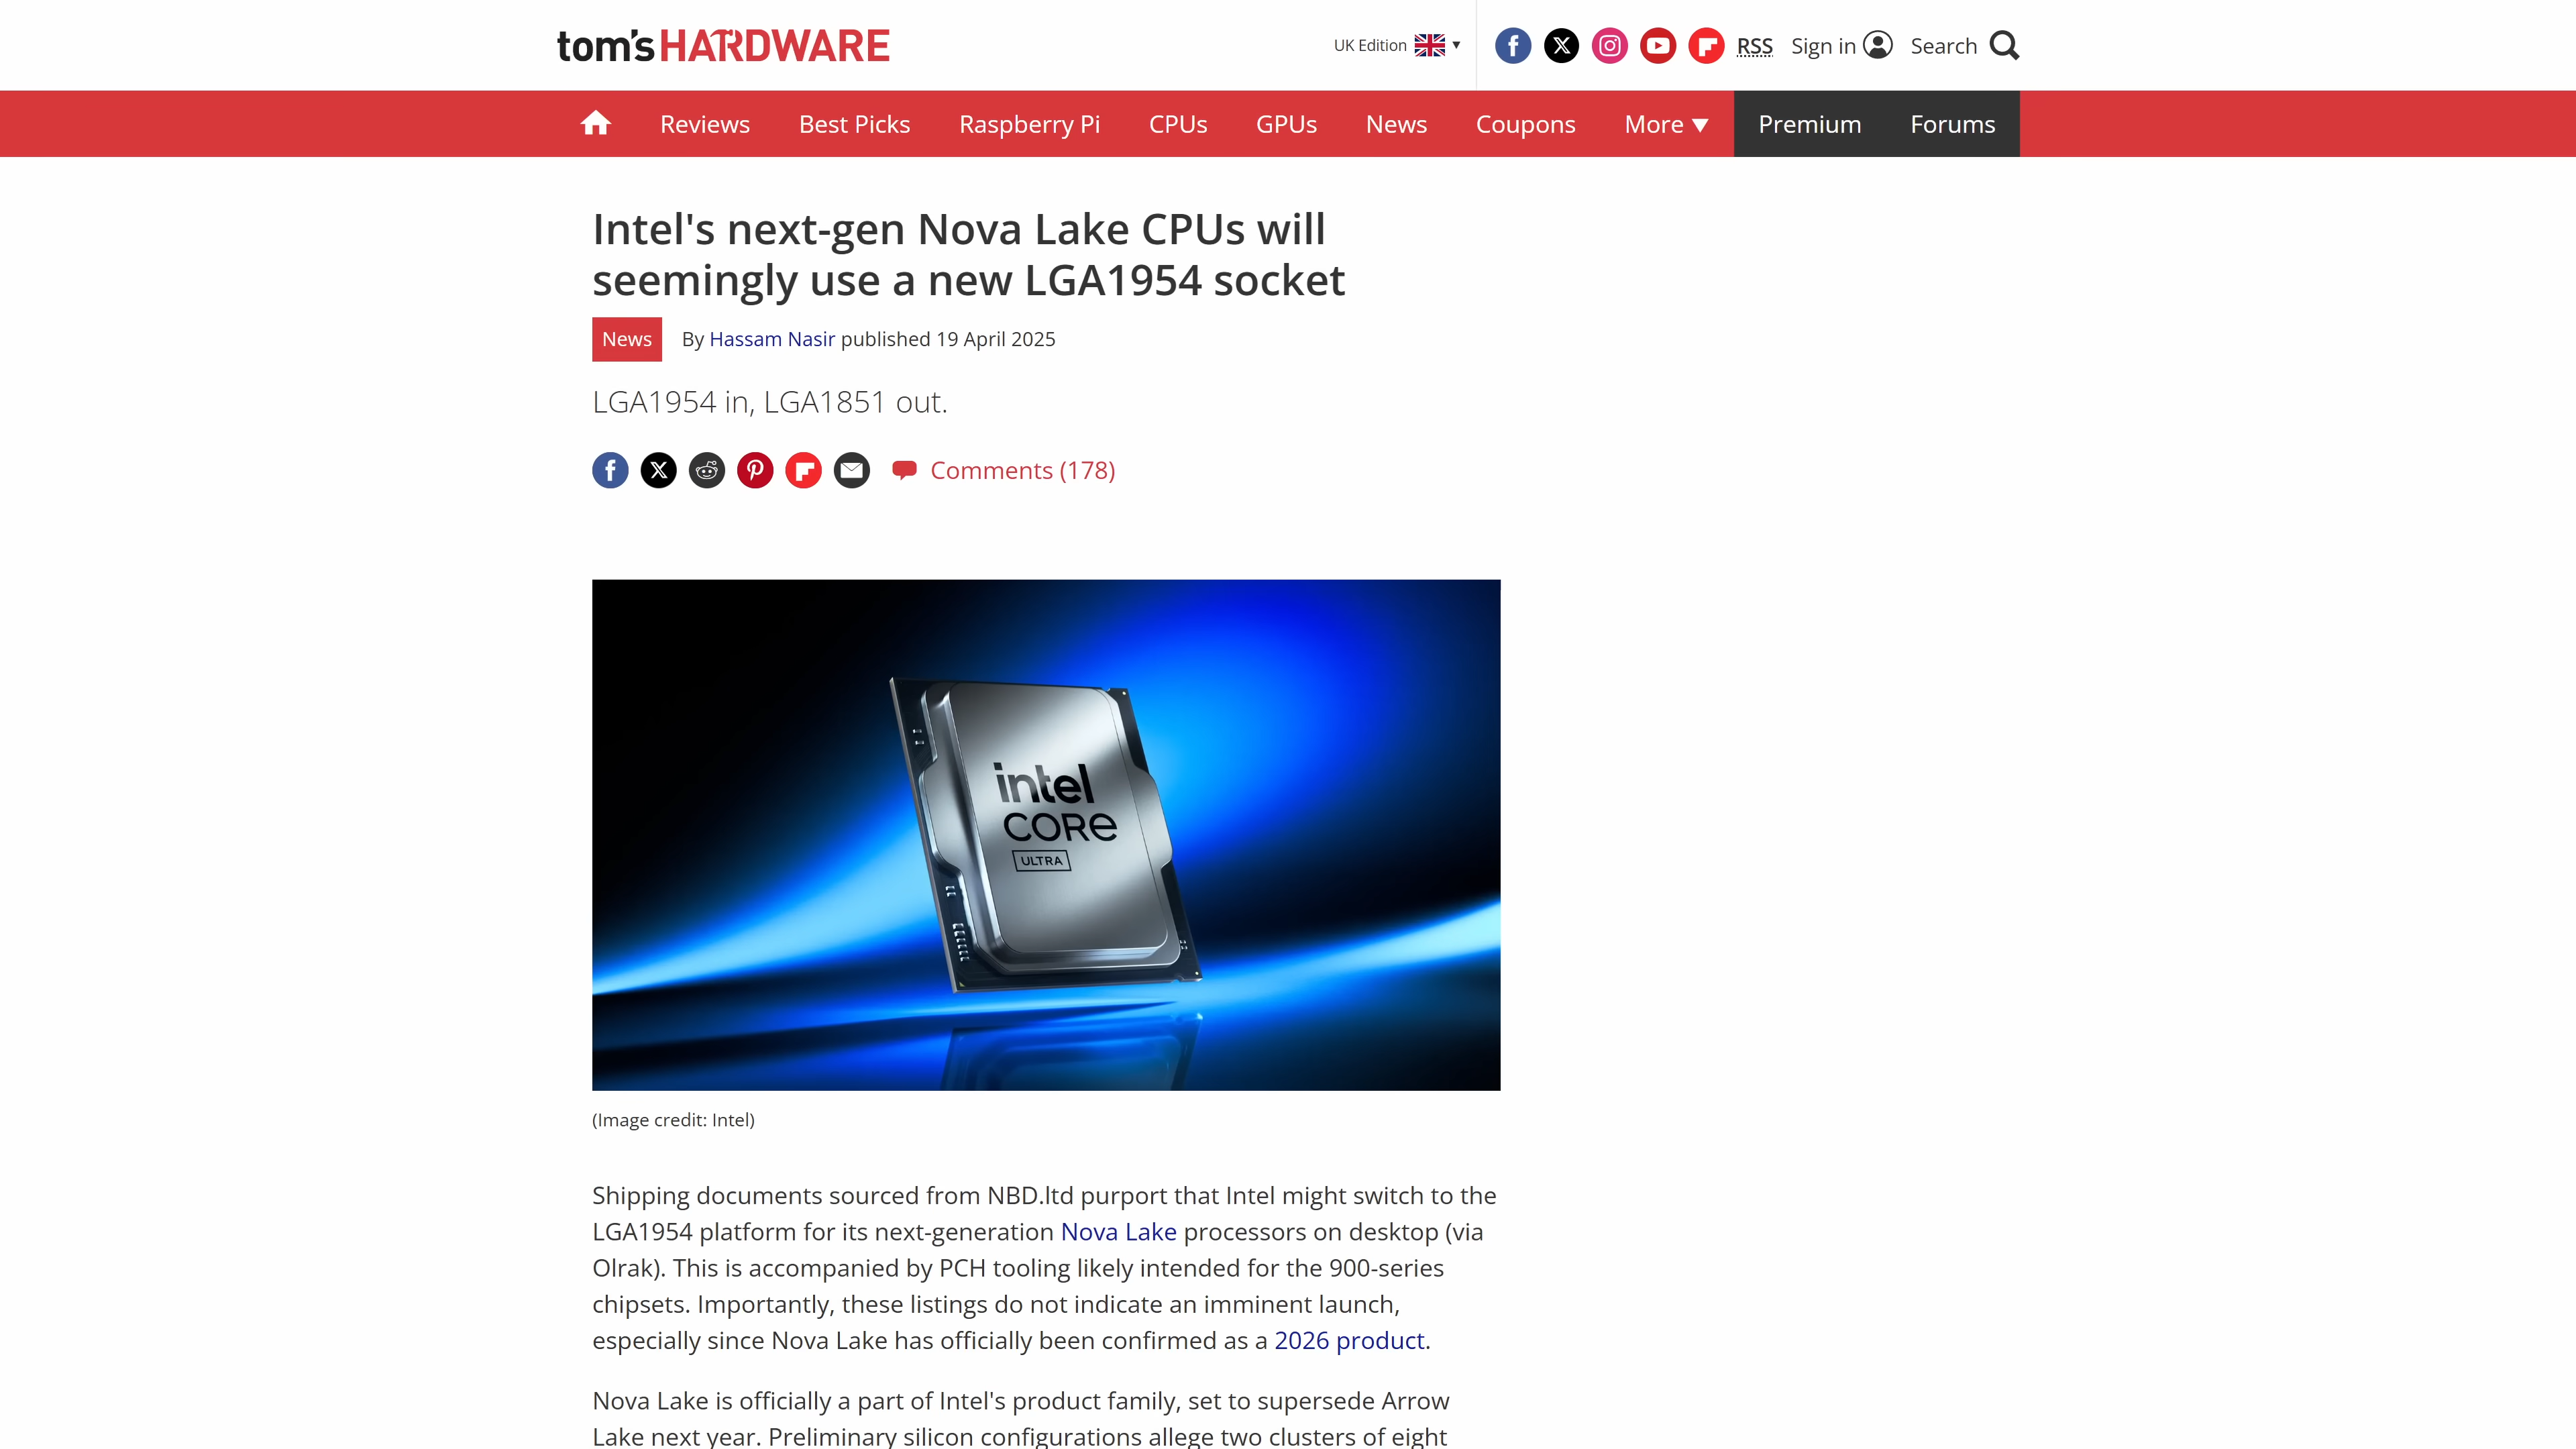 tom's HARDWARE
UK Edition ▼
RSS
Sign in
Search
Reviews
Best Picks
Raspberry Pi
CPUs
GPUs
News
Coupons
More ▼
Premium
Forums
Intel's next-gen Nova Lake CPUs will
seemingly use a new LGA1954 socket
News
By Hassam Nasir published 19 April 2025
LGA1954 in, LGA1851 out.
Comments (178)
intel
CORe
ULTRA
(Image credit: Intel)
Shipping documents sourced from NBD.ltd purport that Intel might switch to the
LGA1954 platform for its next-generation Nova Lake processors on desktop (via
Olrak). This is accompanied by PCH tooling likely intended for the 900-series
chipsets. Importantly, these listings do not indicate an imminent launch,
especially since Nova Lake has officially been confirmed as a 2026 product.
Nova Lake is officially a part of Intel's product family, set to supersede Arrow
Lake next year. Preliminary silicon configurations allege two clusters of eight